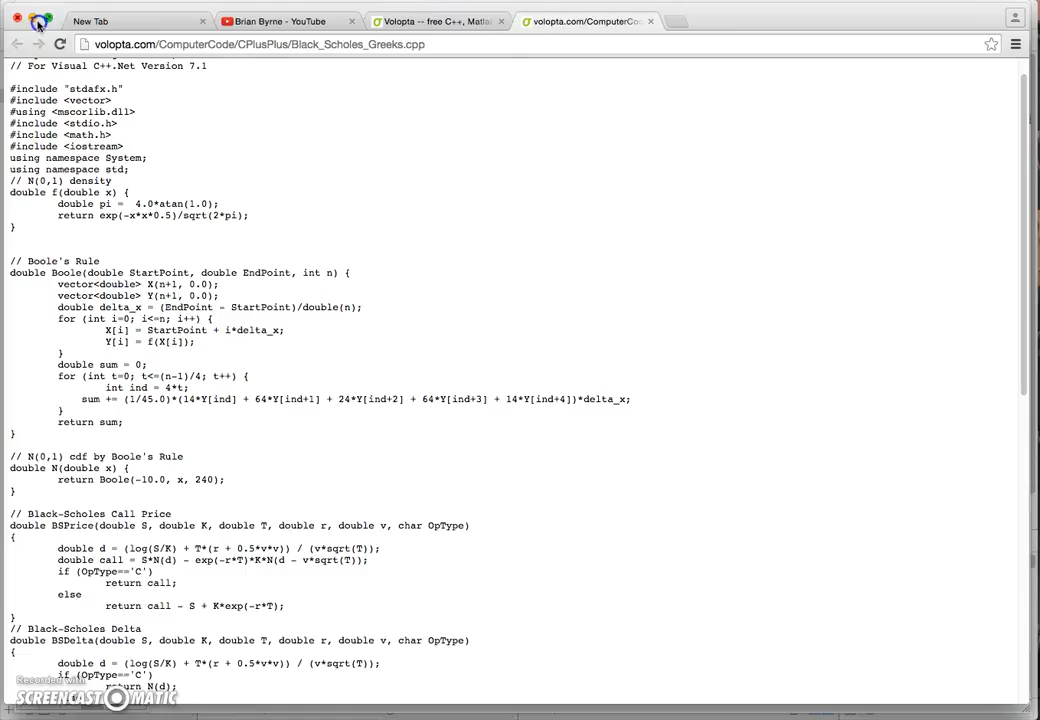 New Tab
Brian Byrne - YouTube
Volopta -- free C++, Matla
volopta.com/ComputerCo
volopta.com/ComputerCode/CPlusPlus/Black_Scholes_Greeks.cpp
// For Visual C++.Net Version 7.1
#include "stdafx.h"
#include <vector>
#using <mscorlib.dll>
#include <stdio.h>
#include <math.h>
#include <iostream>
using namespace System;
using namespace std;
// N(0,1) density
double f(double x) {
double pi =  4.0*atan(1.0);
return exp(-x*x*0.5)/sqrt(2*pi);
}
// Boole's Rule
double Boole(double StartPoint, double EndPoint, int n) {
vector<double> X(n+1, 0.0);
vector<double> Y(n+1, 0.0);
double delta_x = (EndPoint - StartPoint)/double(n);
for (int i=0; i<=n; i++) {
X[i] = StartPoint + i*delta_x;
Y[i] = f(X[i]);
}
double sum = 0;
for (int t=0; t<=(n-1)/4; t++) {
int ind = 4*t;
sum += (1/45.0)*(14*Y[ind] + 64*Y[ind+1] + 24*Y[ind+2] + 64*Y[ind+3] + 14*Y[ind+4])*delta_x;
}
return sum;
}
// N(0,1) cdf by Boole's Rule
double N(double x) {
return Boole(-10.0, x, 240);
}
// Black-Scholes Call Price
double BSPrice(double S, double K, double T, double r, double v, char OpType)
{
double d = (log(S/K) + T*(r + 0.5*v*v)) / (v*sqrt(T));
double call = S*N(d) - exp(-r*T)*K*N(d - v*sqrt(T));
if (OpType=='C')
return call;
else
return call - S + K*exp(-r*T);
}
// Black-Scholes Delta
double BSDelta(double S, double K, double T, double r, double v, char OpType)
{
double d = (log(S/K) + T*(r + 0.5*v*v)) / (v*sqrt(T));
if (OpType=='C')
return N(d);
Recorded with
SCREENCAST-O-MATIC